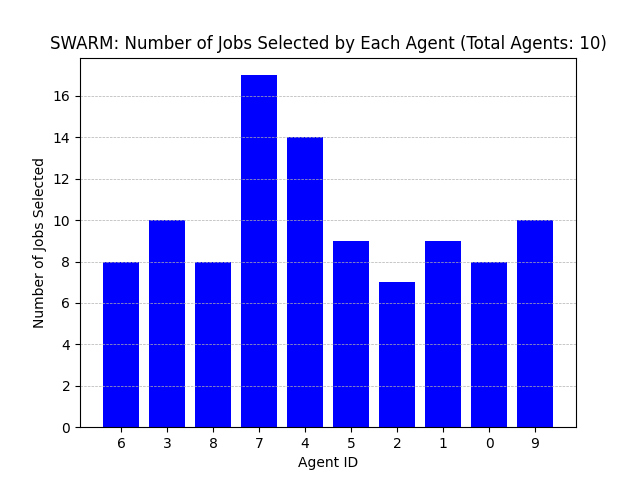 SWARM: Number of Jobs Selected by Each Agent (Total Agents: 10)
Number of Jobs Selected
16
14
12
10
8
6
4
2
0
6 3 8 7 4 5 2 1 0 9
Agent ID